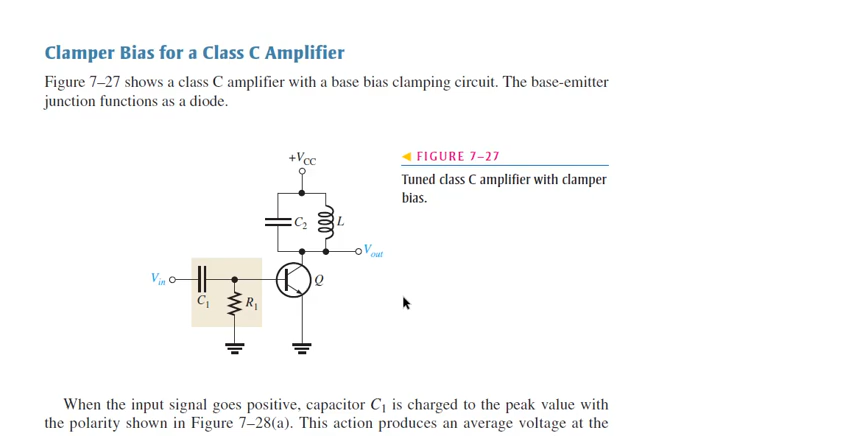 Clamper Bias for a Class C Amplifier
Figure 7–27 shows a class C amplifier with a base bias clamping circuit. The base-emitter
junction functions as a diode.
+VCC
◀ FIGURE 7–27
Tuned class C amplifier with clamper
bias.
C2
L
Vout
Vin
Q
C1
R1
When the input signal goes positive, capacitor C1 is charged to the peak value with
the polarity shown in Figure 7–28(a). This action produces an average voltage at the